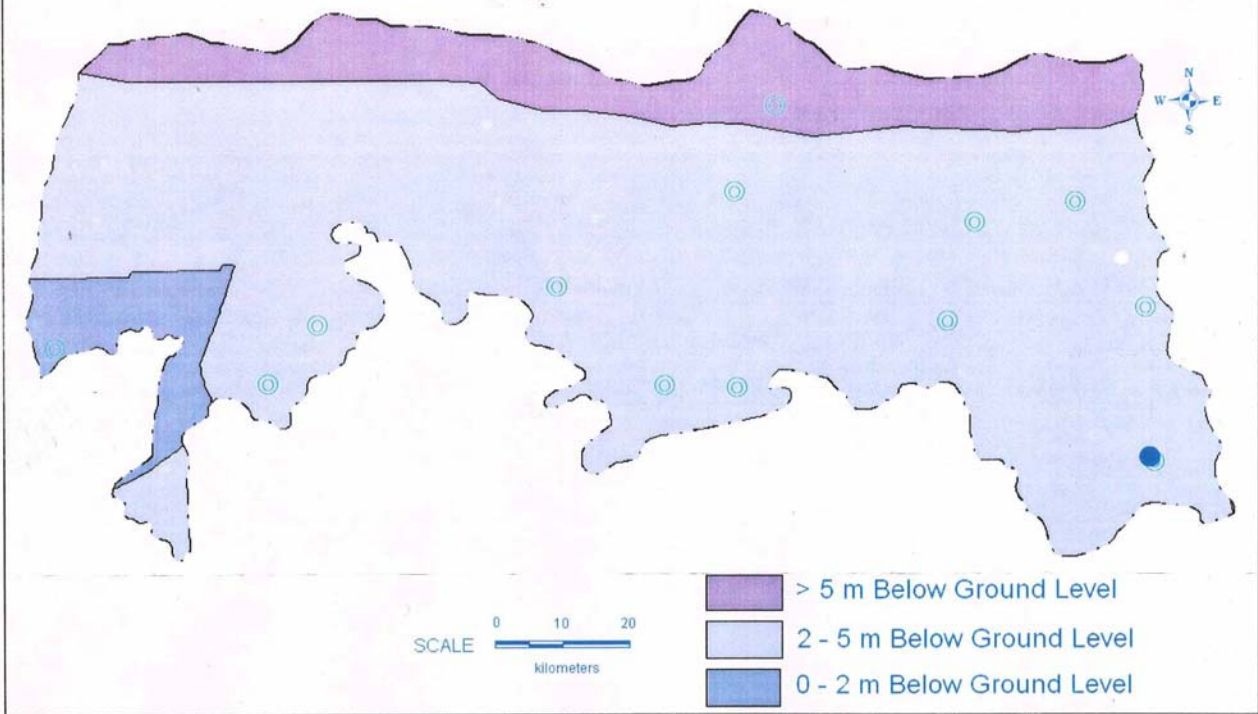 N
W E
S
> 5 m Below Ground Level
2 - 5 m Below Ground Level
0 - 2 m Below Ground Level
SCALE
0 10 20
kilometers